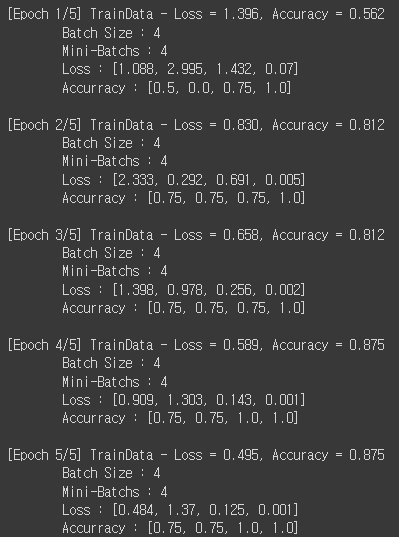 [Epoch 1/5] TrainData - Loss = 1.396, Accuracy = 0.562
Batch Size : 4
Mini-Batchs : 4
Loss : [1.088, 2.995, 1.432, 0.07]
Accurracy : [0.5, 0.0, 0.75, 1.0]
[Epoch 2/5] TrainData - Loss = 0.830, Accuracy = 0.812
Batch Size : 4
Mini-Batchs : 4
Loss : [2.333, 0.292, 0.691, 0.005]
Accurracy : [0.75, 0.75, 0.75, 1.0]
[Epoch 3/5] TrainData - Loss = 0.658, Accuracy = 0.812
Batch Size : 4
Mini-Batchs : 4
Loss : [1.398, 0.978, 0.256, 0.002]
Accurracy : [0.75, 0.75, 0.75, 1.0]
[Epoch 4/5] TrainData - Loss = 0.589, Accuracy = 0.875
Batch Size : 4
Mini-Batchs : 4
Loss : [0.909, 1.303, 0.143, 0.001]
Accurracy : [0.75, 0.75, 1.0, 1.0]
[Epoch 5/5] TrainData - Loss = 0.495, Accuracy = 0.875
Batch Size : 4
Mini-Batchs : 4
Loss : [0.484, 1.37, 0.125, 0.001]
Accurracy : [0.75, 0.75, 1.0, 1.0]